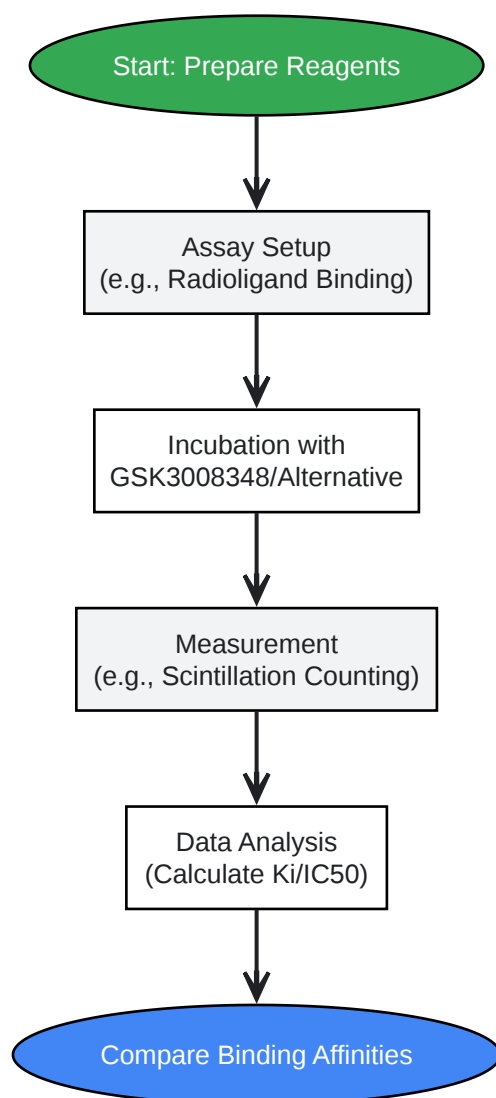 Start: Prepare Reagents
Assay Setup
(e.g., Radioligand Binding)
Incubation with
GSK3008348/Alternative
Measurement
(e.g., Scintillation Counting)
Data Analysis
(Calculate Ki/IC50)
Compare Binding Affinities